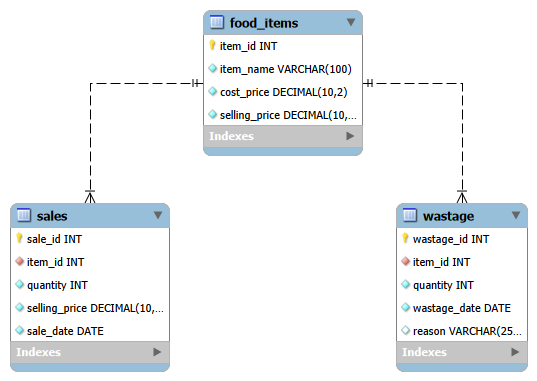 food_items
item_id INT
item_name VARCHAR(100)
cost_price DECIMAL(10,2)
selling_price DECIMAL(10,...
Indexes
sales
sale_id INT
item_id INT
quantity INT
selling_price DECIMAL(10,...
sale_date DATE
Indexes
wastage
wastage_id INT
item_id INT
quantity INT
wastage_date DATE
reason VARCHAR(25...
Indexes